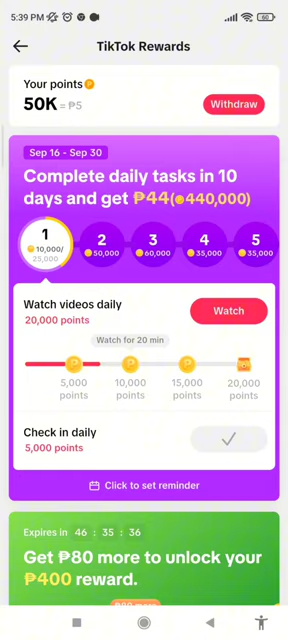 5:39 PM
60
TikTok Rewards
Your points
50K = ₱5
Withdraw
Sep 16 - Sep 30
Complete daily tasks in 10
days and get ₱44(440,000)
1
10,000/
25,000
2
50,000
3
60,000
4
35,000
5
35,000
Watch videos daily
20,000 points
Watch
Watch for 20 min
5,000
points
10,000
points
15,000
points
20,000
points
Check in daily
5,000 points
Click to set reminder
Expires in 46 : 35 : 36
Get ₱80 more to unlock your
₱400 reward.